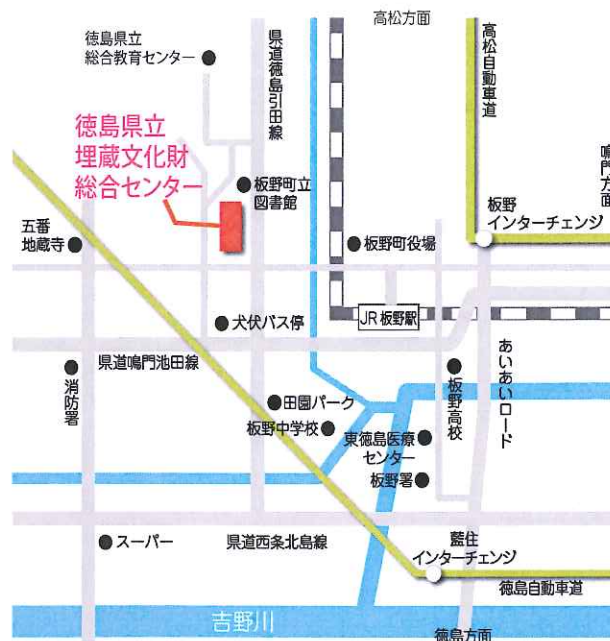 高松方面
徳島県立
総合教育センター
県道徳島引田線
高松自動車道
鳴門方面
徳島県立
埋蔵文化財
総合センター
板野町立
図書館
板野
インターチェンジ
五番
地蔵寺
板野町役場
犬伏バス停
JR板野駅
県道鳴門池田線
消防署
あいあいロード
板野高校
田園パーク
板野中学校
東徳島医療
センター
板野署
スーパー
県道西条北島線
藍住
インターチェンジ
徳島自動車道
吉野川
徳島方面